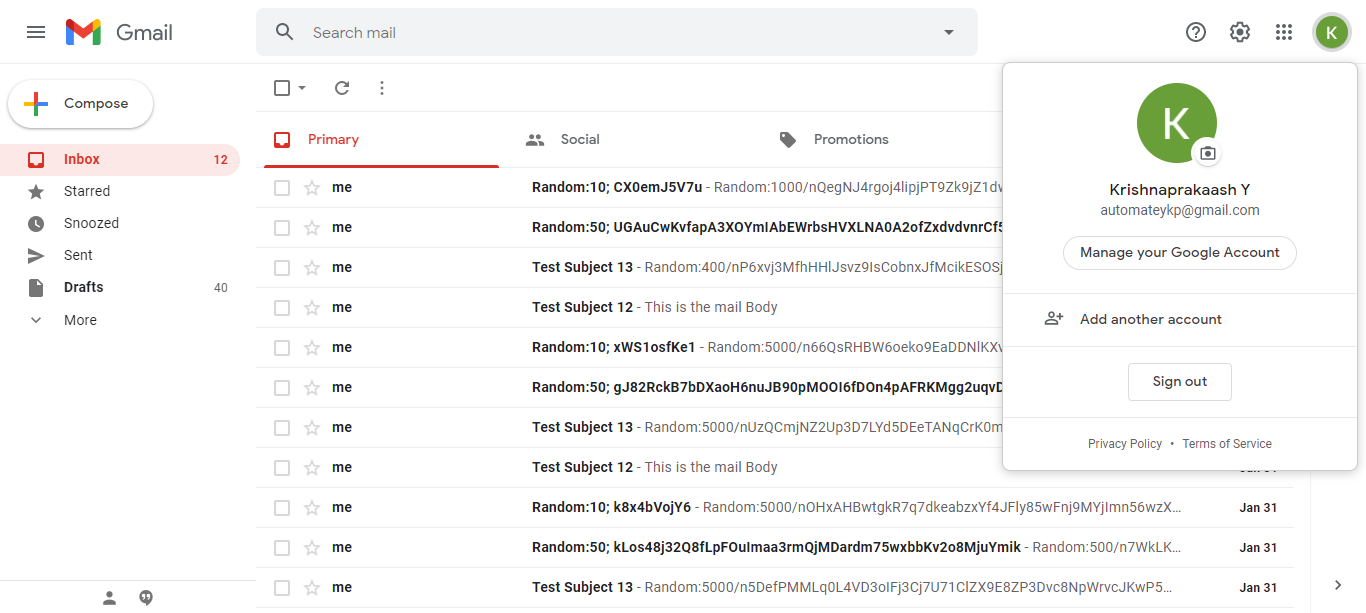 Gmail
Search mail
K
Compose
Inbox 12
Starred
Snoozed
Sent
Drafts 40
More
Primary
Social
Promotions
me Random:10; CX0emJ5V7u - Random:1000/nQegNJ4rgoj4lipjPT9Zk9jZ1dv
me Random:50; UGAuCwKvfapA3XOYmIAbEWrbsHVXLNA0A2ofZxdvdvnrCf5
me Test Subject 13 - Random:400/nP6xvj3MfhHHlJsvz9IsCobnxJfMcikESOSj
me Test Subject 12 - This is the mail Body
me Random:10; xWS1osfKe1 - Random:5000/n66QsRHBW6oeko9EaDDNlKXv
me Random:50; gJ82RckB7bDXaoH6nuJB90pMOOI6fDOn4pAFRKMgg2uqvD
me Test Subject 13 - Random:5000/nUzQCmjNZ2Up3D7LYd5DEeTANqCrK0m
me Test Subject 12 - This is the mail Body
me Random:10; k8x4bVojY6 - Random:5000/nOHxAHBwtgkR7q7dkeabzxYf4JFly85wFnj9MYjImn56wzX… Jan 31
me Random:50; kLos48j32Q8fLpFOulmaa3rmQjMDardm75wxbbKv2o8MjuYmik - Random:500/n7WkLK… Jan 31
me Test Subject 13 - Random:5000/n5DefPMMLq0L4VD3oIFj3Cj7U71ClZX9E8ZP3Dvc8NpWrvcJKwP5… Jan 31
K
Krishnaprakaash Y
automateykp@gmail.com
Manage your Google Account
Add another account
Sign out
Privacy Policy • Terms of Service